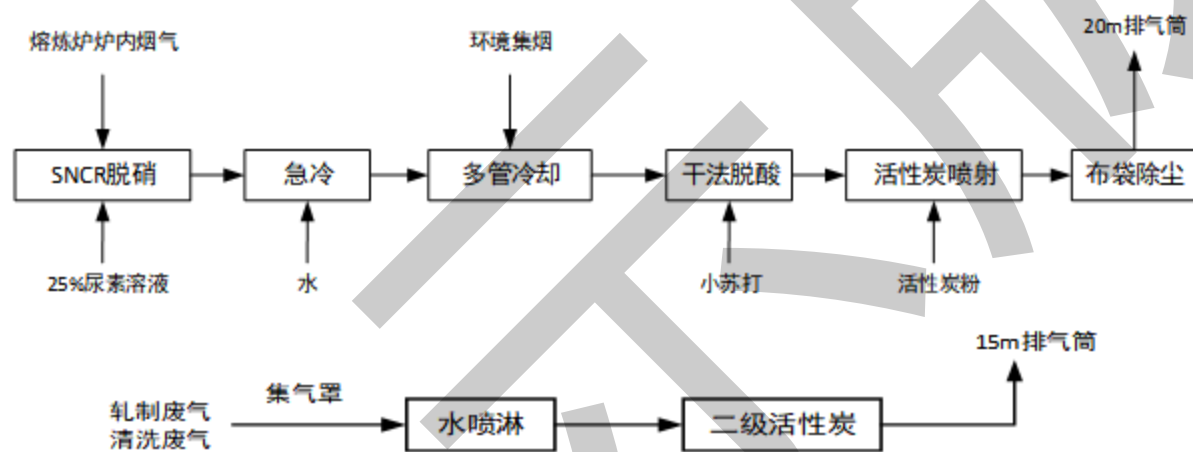 20m排气筒
熔炼炉炉内烟气
环境集烟
SNCR脱硝
急冷
多管冷却
干法脱酸
活性炭喷射
布袋除尘
25%尿素溶液
水
小苏打
活性炭粉
15m排气筒
集气罩
轧制废气
清洗废气
水喷淋
二级活性炭